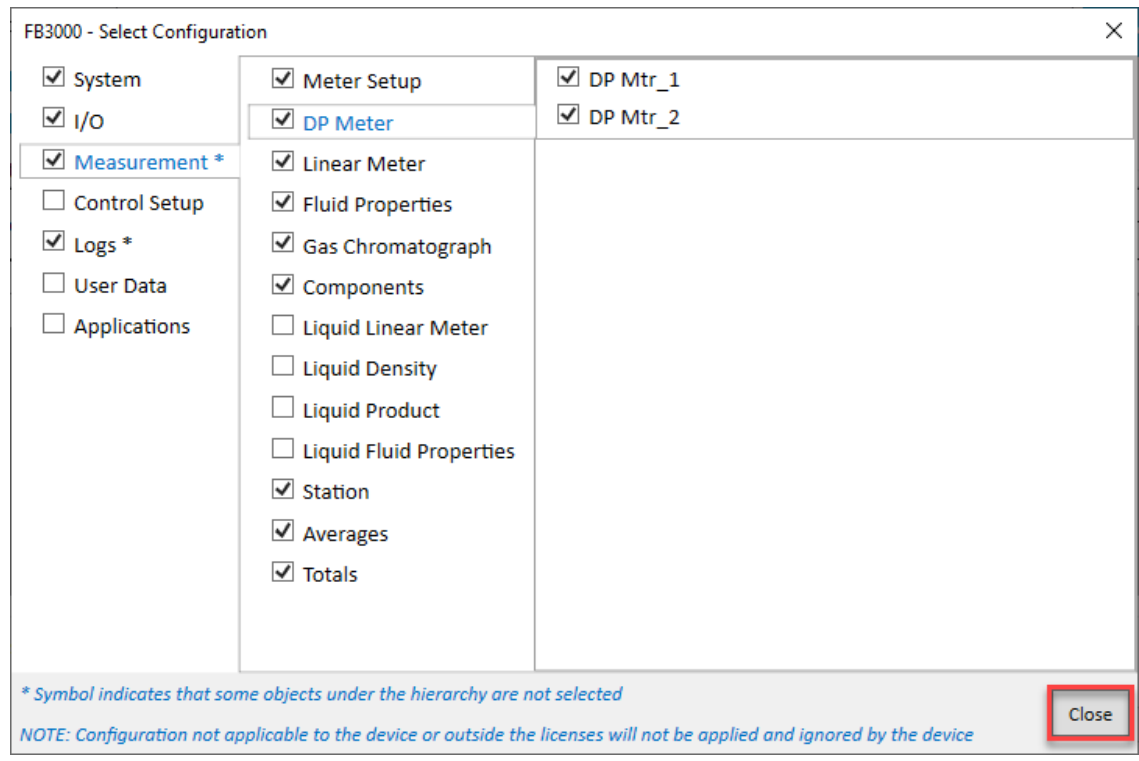 FB3000 - Select Configuration
System
I/O
Measurement *
Control Setup
Logs *
User Data
Applications
Meter Setup
DP Meter
Linear Meter
Fluid Properties
Gas Chromatograph
Components
Liquid Linear Meter
Liquid Density
Liquid Product
Liquid Fluid Properties
Station
Averages
Totals
DP Mtr_1
DP Mtr_2
* Symbol indicates that some objects under the hierarchy are not selected
NOTE: Configuration not applicable to the device or outside the licenses will not be applied and ignored by the device
Close